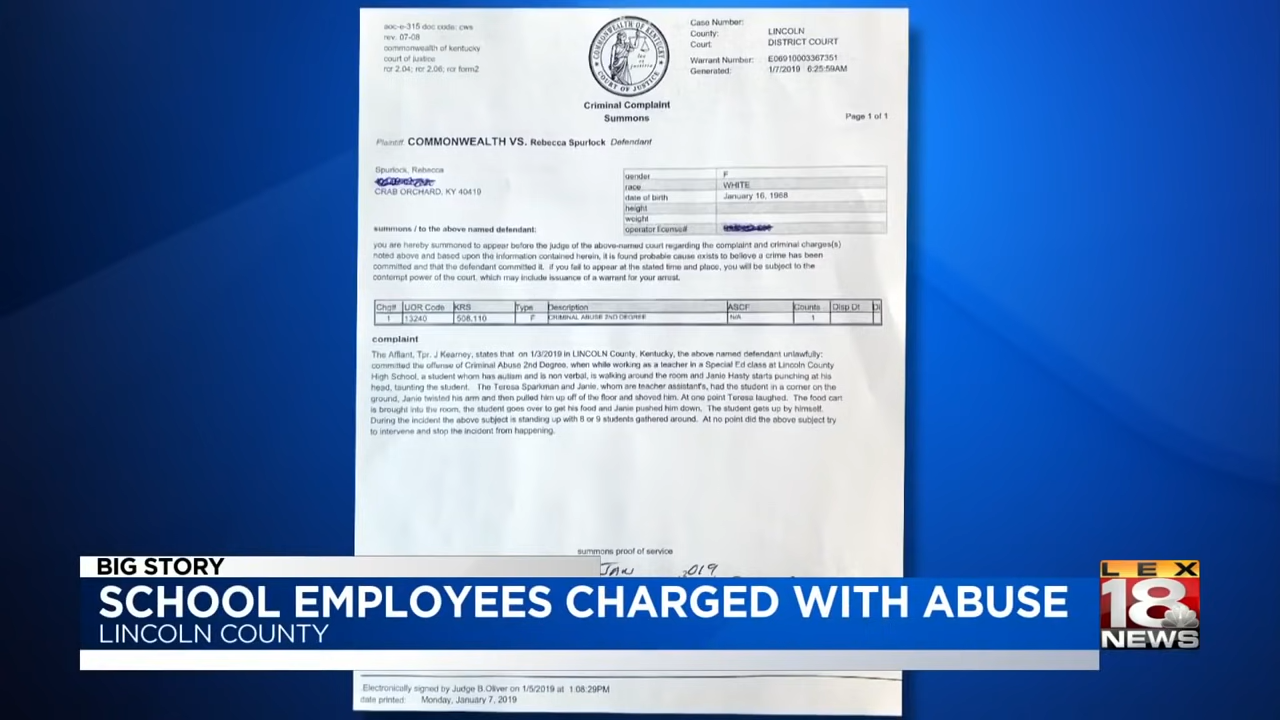 aoc-e-315 doc code: cws
rev. 07-08
commonwealth of kentucky
court of justice
rcr 2.04; rcr 2.06; rcr form2
COMMONWEALTH OF KENTUCKY
COURT OF JUSTICE
Criminal Complaint
Summons
Case Number:
County: LINCOLN
Court: DISTRICT COURT
Warrant Number: E06910003367351
Generated: 1/7/2019 6:25:59AM
Page 1 of 1
Plaintiff, COMMONWEALTH VS. Rebecca Spurlock Defendant
Spurlock, Rebecca
CRAB ORCHARD, KY 40419
gender F
race WHITE
date of birth January 16, 1968
height
weight
operator license#
summons / to the above named defendant:
you are hereby summoned to appear before the judge of the above-named court regarding the complaint and criminal charges(s)
noted above and based upon the information contained herein, it is found probable cause exists to believe a crime has been
committed and that the defendant committed it. if you fail to appear at the stated time and place, you will be subject to the
contempt power of the court, which may include issuance of a warrant for your arrest.
Chg# UOR Code KRS Type Description ASCF Counts Disp Dt Di
1 13240 508.110 F CRIMINAL ABUSE 2ND DEGREE N/A 1
complaint
The Affiant, Tpr. J Kearney, states that on 1/3/2019 in LINCOLN County, Kentucky, the above named defendant unlawfully:
committed the offense of Criminal Abuse 2nd Degree, when while working as a teacher in a Special Ed class at Lincoln County
High School, a student whom has autism and is non verbal, is walking around the room and Janie Hasty starts punching at his
head, taunting the student. The Teresa Sparkman and Janie, whom are teacher assistant's, had the student in a corner on the
ground, Janie twisted his arm and then pulled him up off of the floor and shoved him. At one point Teresa laughed. The food cart
is brought into the room, the student goes over to get his food and Janie pushed him down. The student gets up by himself.
During the incident the above subject is standing up with 8 or 9 students gathered around. At no point did the above subject try
to intervene and stop the incident from happening.
summons proof of service
JAN 2019
BIG STORY
SCHOOL EMPLOYEES CHARGED WITH ABUSE
LINCOLN COUNTY
LEX
18
NEWS
Electronically signed by Judge B.Oliver on 1/5/2019 at 1:08:29PM
date printed: Monday, January 7, 2019